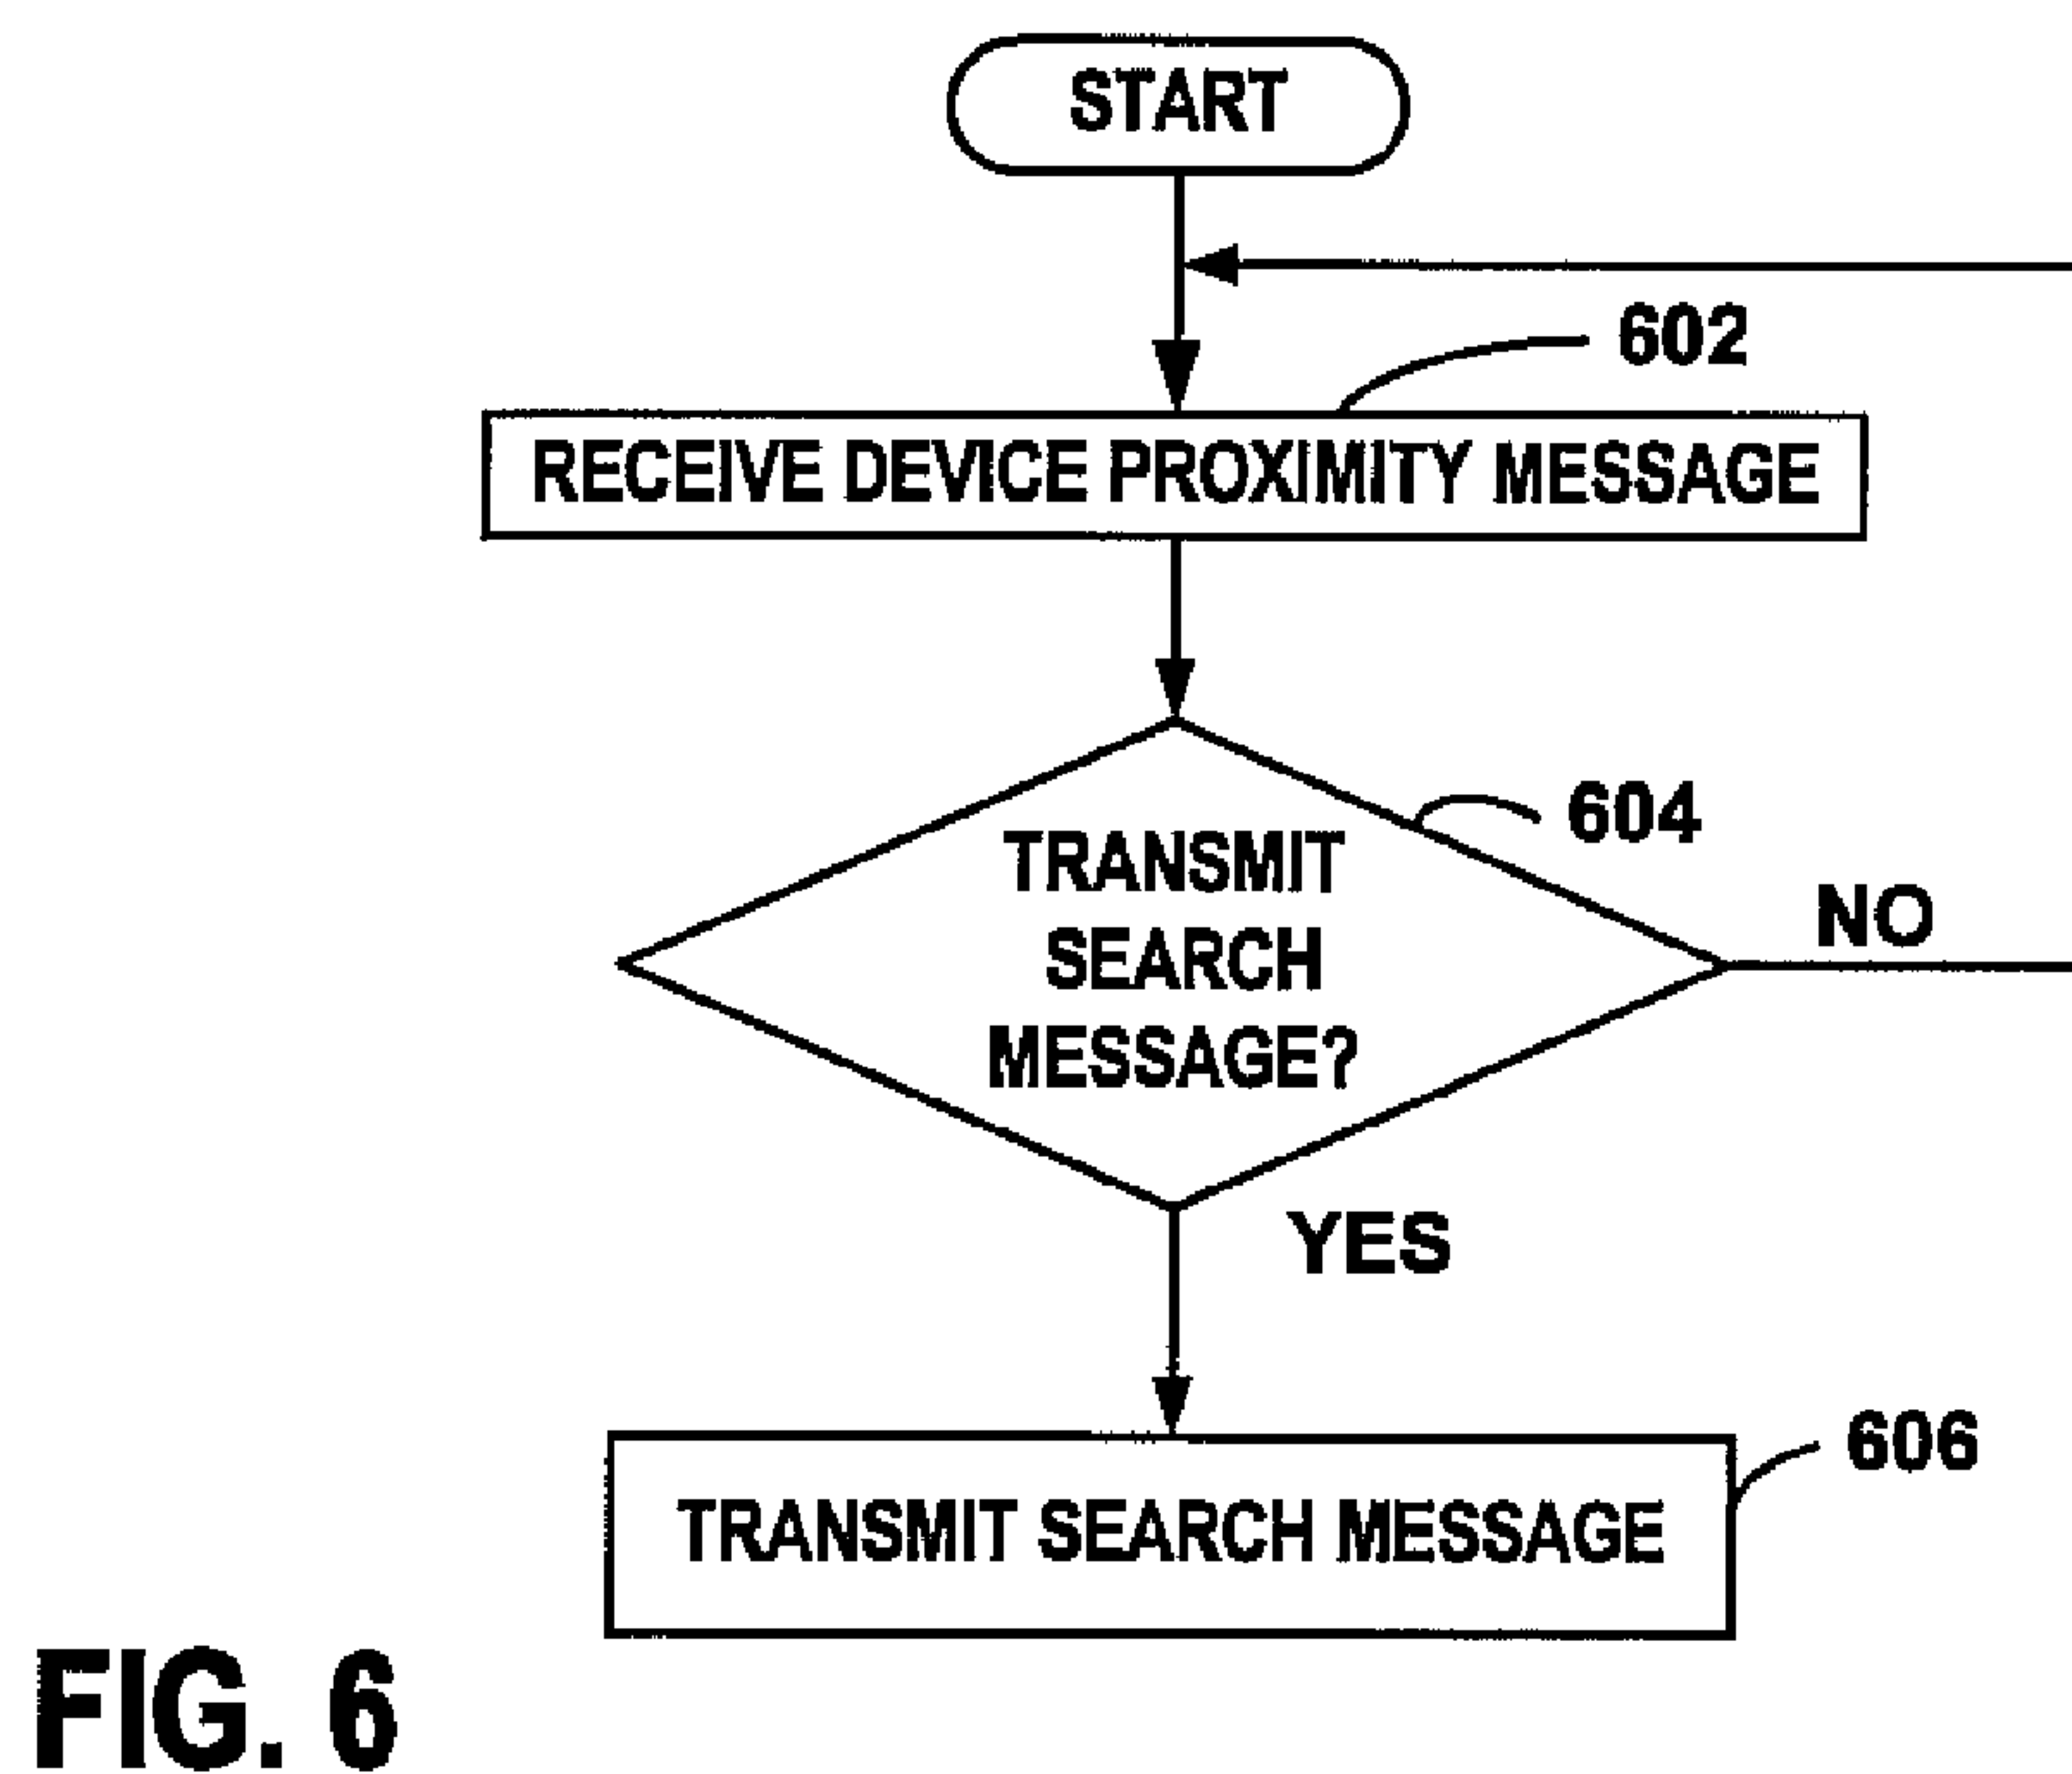 START
602
RECEIVE DEVICE PROXIMITY MESSAGE
604
TRANSMIT
SEARCH
MESSAGE?
NO
YES
606
TRANSMIT SEARCH MESSAGE
FIG. 6